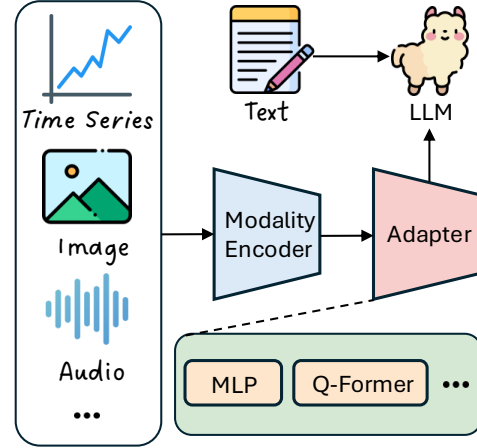 Time Series
Image
Audio
...
Text
LLM
Modality
Encoder
Adapter
MLP
Q-Former
...